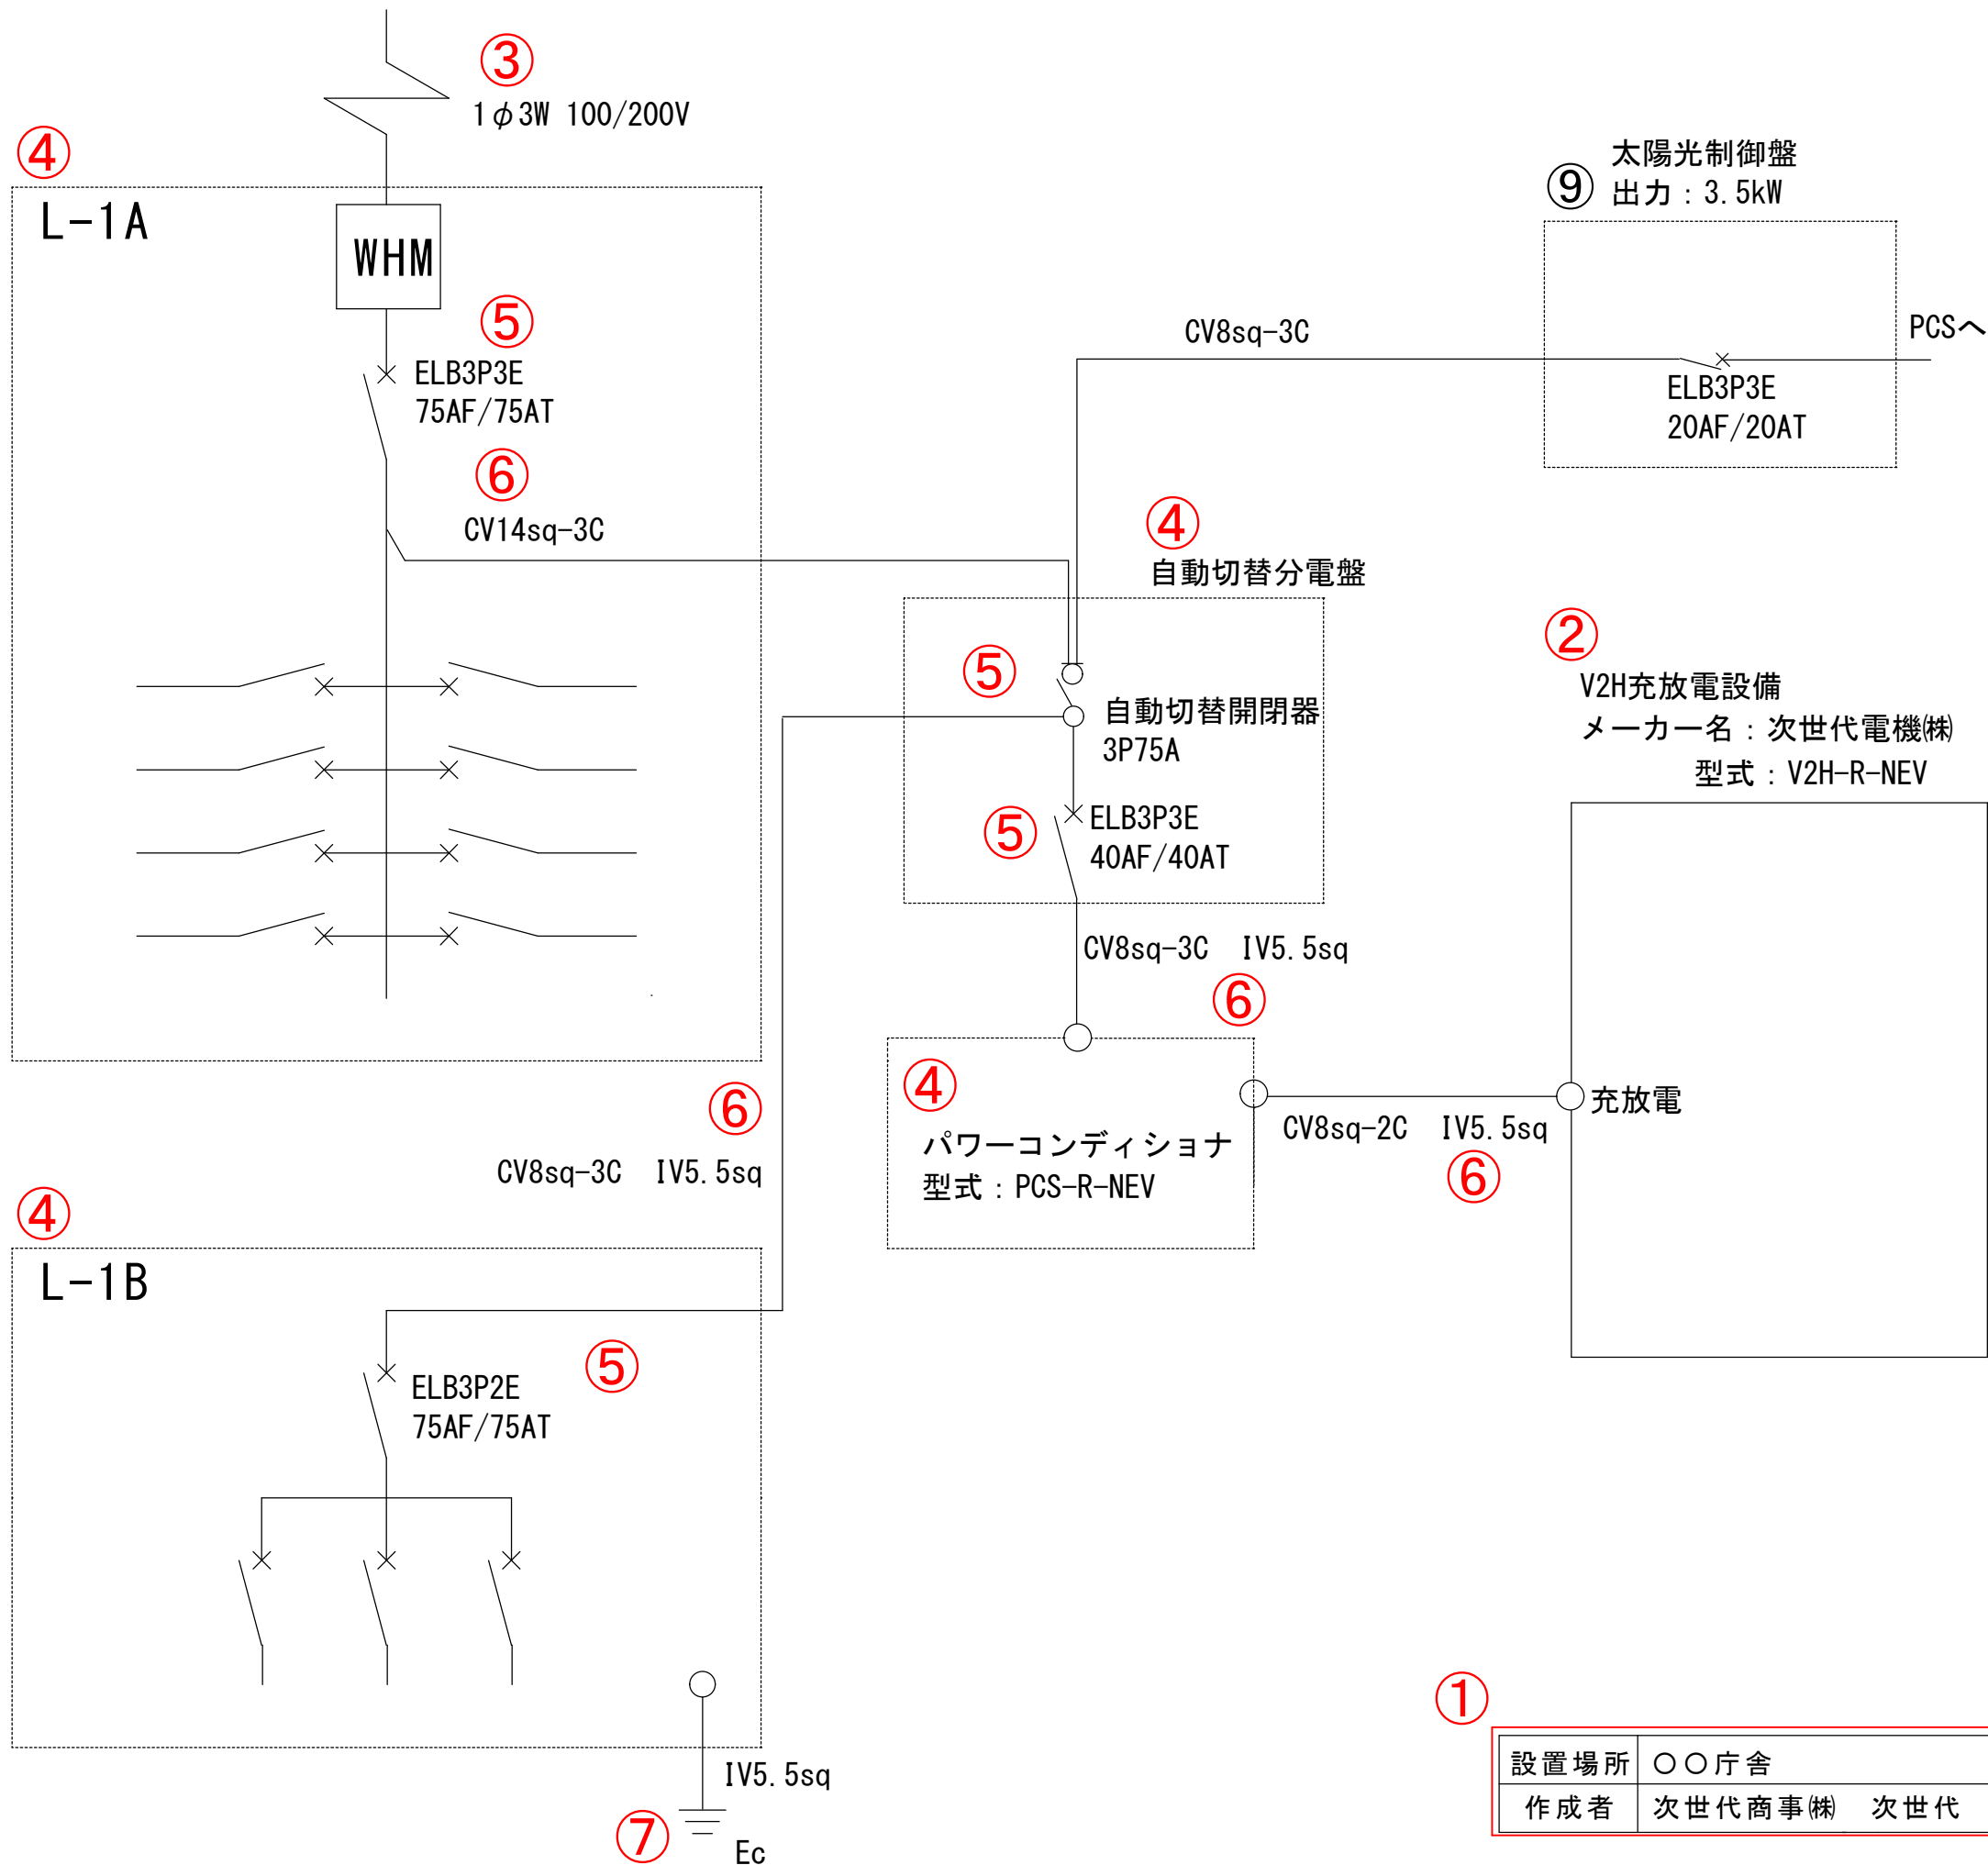 ③
1φ3W 100/200V
④
L-1A
WHM
⑤
ELB3P3E
75AF/75AT
⑥
CV14sq-3C
太陽光制御盤
⑨ 出力：3.5kW
CV8sq-3C
PCSへ
ELB3P3E
20AF/20AT
④
自動切替分電盤
⑤
自動切替開閉器
3P75A
⑤
ELB3P3E
40AF/40AT
CV8sq-3C IV5.5sq
⑥
②
V2H充放電設備
メーカー名：次世代電機㈱
型式：V2H-R-NEV
④
パワーコンディショナ
型式：PCS-R-NEV
充放電
CV8sq-2C IV5.5sq
⑥
⑥
CV8sq-3C IV5.5sq
④
L-1B
⑤
ELB3P2E
75AF/75AT
IV5.5sq
⑦
Ec
①
設置場所 ○○庁舎
作成者 次世代商事㈱ 次世代